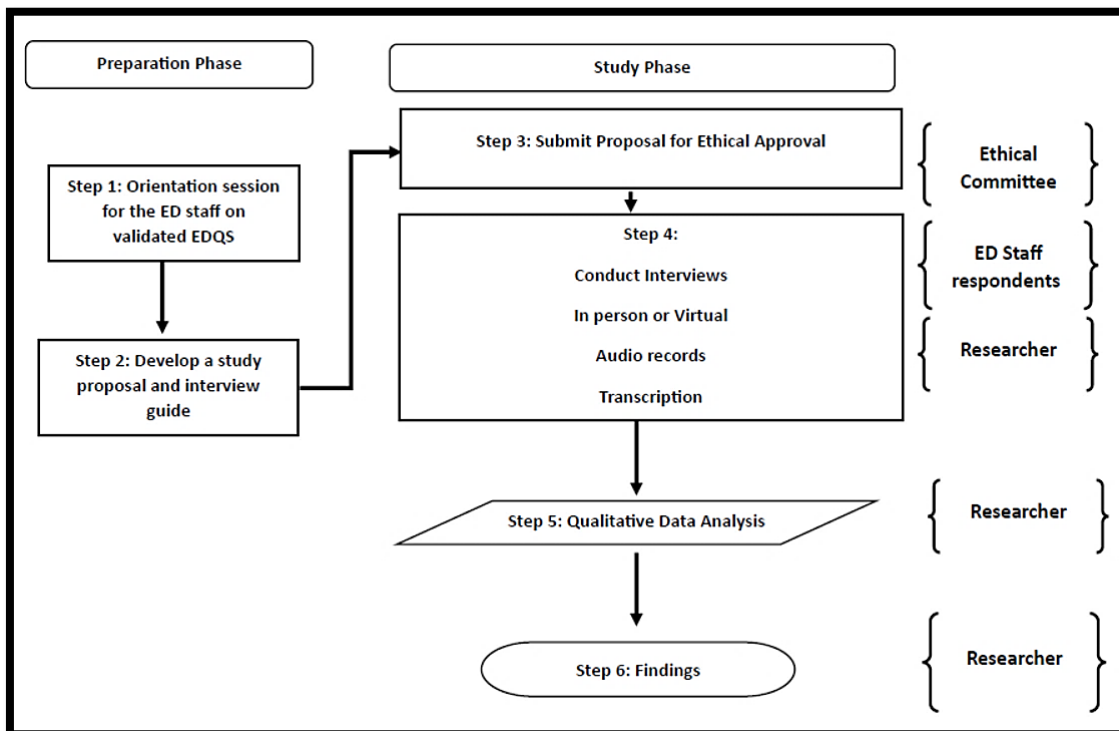 Preparation Phase
Study Phase
Step 1: Orientation session
for the ED staff on
validated EDQS
Step 2: Develop a study
proposal and interview
guide
Step 3: Submit Proposal for Ethical Approval
Ethical
Committee
Step 4:
Conduct Interviews
In person or Virtual
Audio records
Transcription
ED Staff
respondents
Researcher
Step 5: Qualitative Data Analysis
Researcher
Step 6: Findings
Researcher